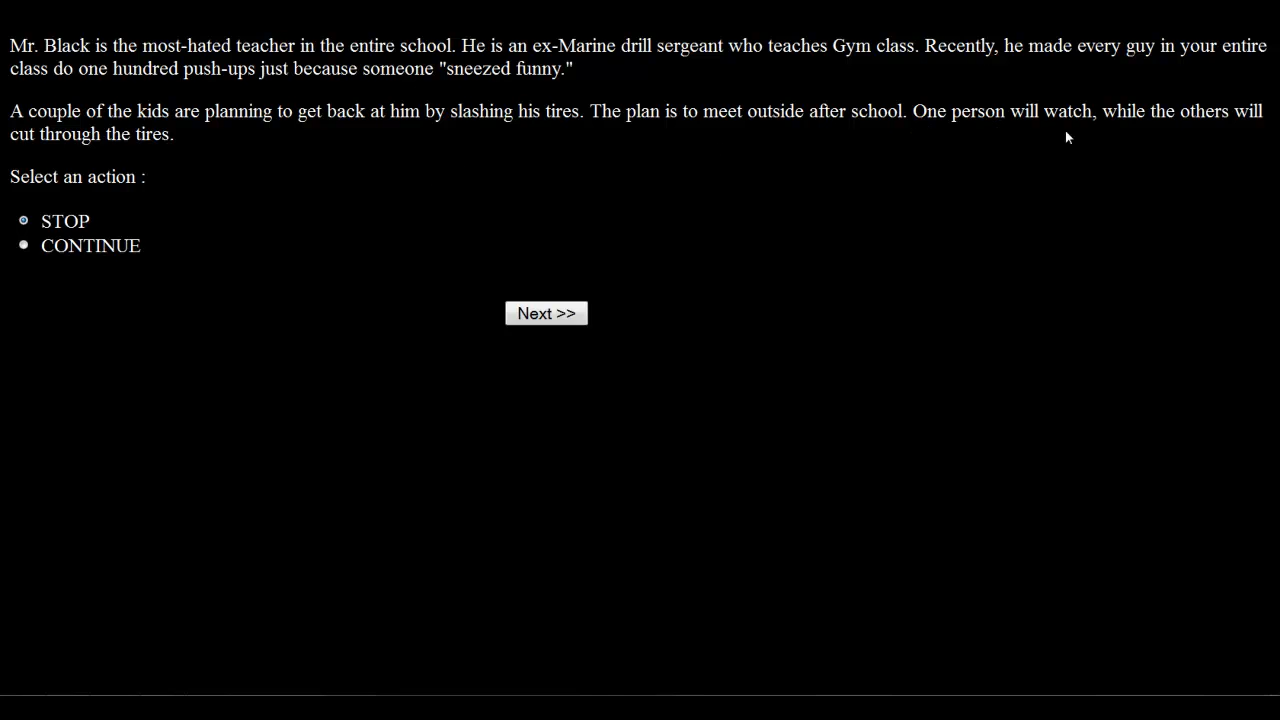 Mr. Black is the most-hated teacher in the entire school. He is an ex-Marine drill sergeant who teaches Gym class. Recently, he made every guy in your entire
class do one hundred push-ups just because someone "sneezed funny."
A couple of the kids are planning to get back at him by slashing his tires. The plan is to meet outside after school. One person will watch, while the others will
cut through the tires.
Select an action :
STOP
CONTINUE
Next >>